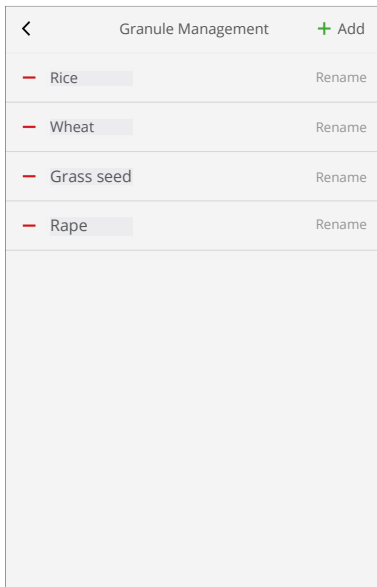 Granule Management + Add
Rice Rename
Wheat Rename
Grass seed Rename
Rape Rename